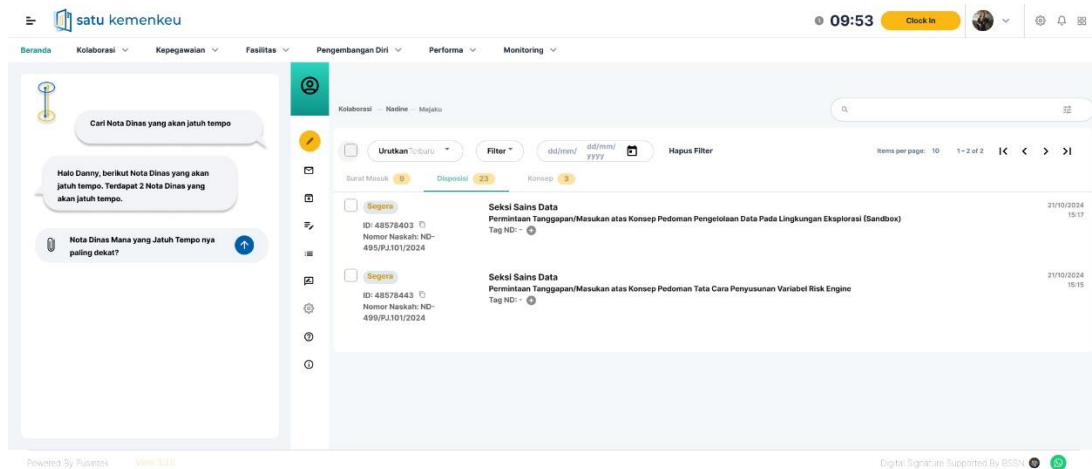 satu kemenkeu
09:53
Clock In
Beranda
Kolaborasi
Kepegawaian
Fasilitas
Pengembangan Diri
Performa
Monitoring
Cari Nota Dinas yang akan jatuh tempo
Halo Danny, berikut Nota Dinas yang akan
jatuh tempo. Terdapat 2 Nota Dinas yang
akan jatuh tempo.
Nota Dinas Mana yang Jatuh Tempo nya
paling dekat?
Kolaborasi — Nadine — Mejaku
Urutkan Terbaru
Filter
dd/mm/
dd/mm/
yyyy
Hapus Filter
Items per page: 10
1 – 2 of 2
Surat Masuk 9
Disposisi 23
Konsep 3
Segera
ID: 48578403
Nomor Naskah: ND-
495/PJ.101/2024
Seksi Sains Data
Permintaan Tanggapan/Masukan atas Konsep Pedoman Pengelolaan Data Pada Lingkungan Eksplorasi (Sandbox)
Tag ND: -
21/10/2024
15:17
Segera
ID: 48578443
Nomor Naskah: ND-
499/PJ.101/2024
Seksi Sains Data
Permintaan Tanggapan/Masukan atas Konsep Pedoman Tata Cara Penyusunan Variabel Risk Engine
Tag ND: -
21/10/2024
15:15
Powered By Pusintek
Digital Signature Supported By BSSN